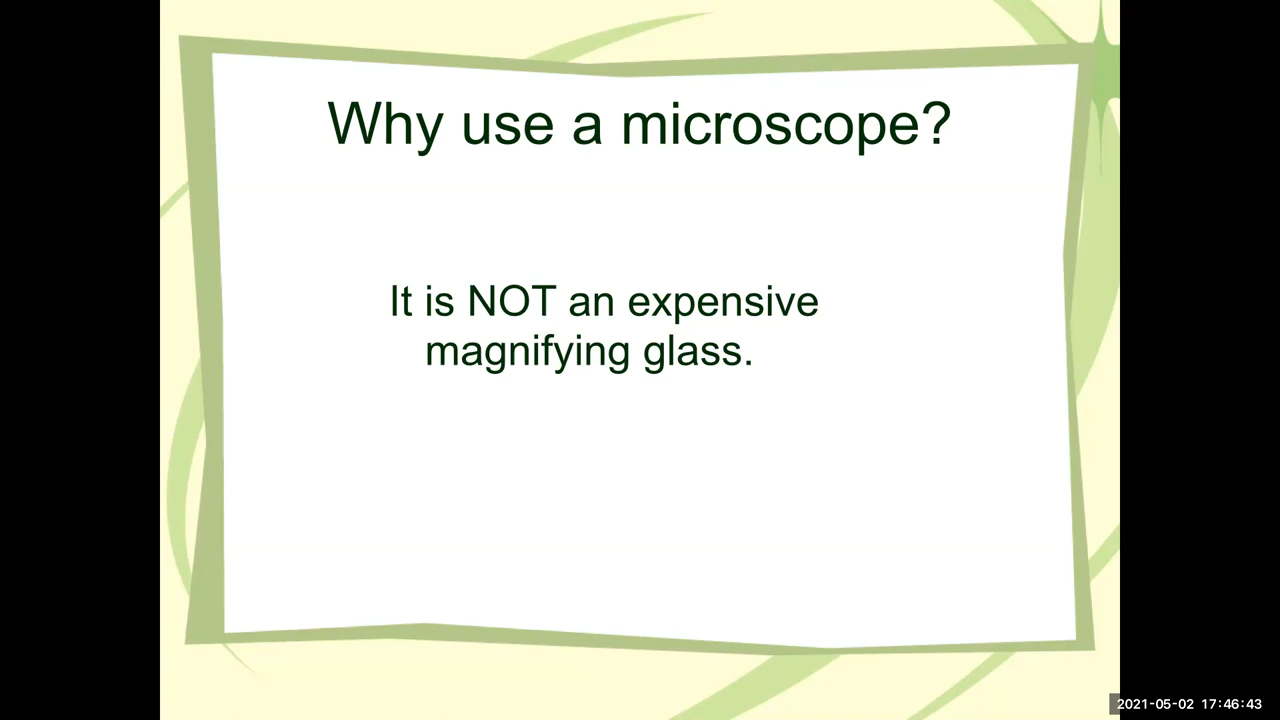 Why use a microscope?
It is NOT an expensive
magnifying glass.
2021-05-02 17:46:43